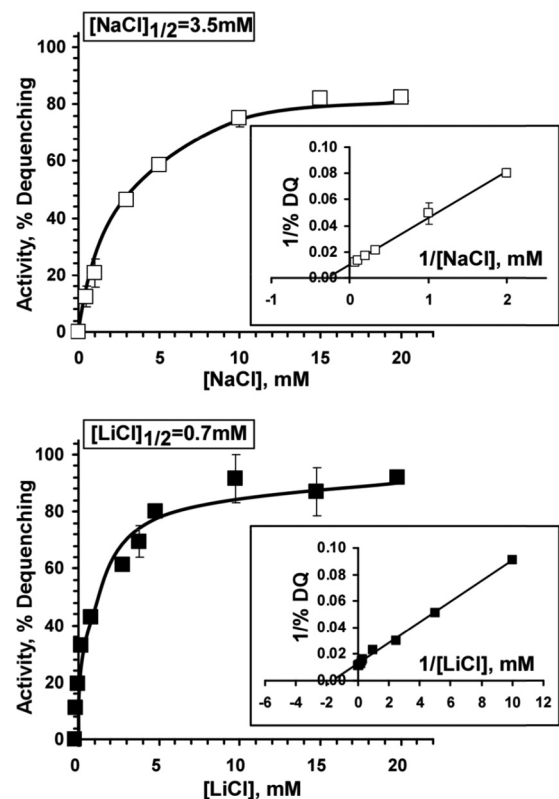 [NaCl]1/2=3.5mM
100
80
60
40
20
0
Activity, % Dequenching
0 5 10 15 20
[NaCl], mM
0.10
0.08
0.06
0.04
0.02
0.00
1/% DQ
-1 0 1 2
1/[NaCl], mM
[LiCl]1/2=0.7mM
100
80
60
40
20
0
Activity, % Dequenching
0 5 10 15 20
[LiCl], mM
0.10
0.08
0.06
0.04
0.02
0.00
1/% DQ
-6 -4 -2 0 2 4 6 8 10 12
1/[LiCl], mM